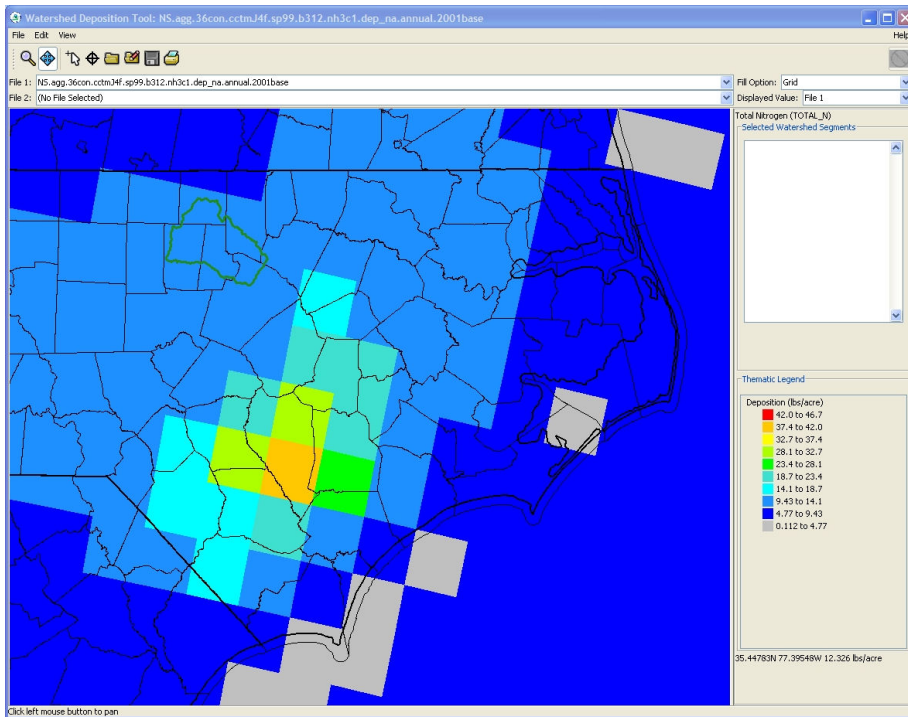 Watershed Deposition Tool: N5.agg.36con.cctmJ4f.sp99.b312.nh3c1.dep_na.annual.2001base
File Edit View Help
File 1: N5.agg.36con.cctmJ4f.sp99.b312.nh3c1.dep_na.annual.2001base Fill Option: Grid
File 2: (No File Selected) Displayed Value: File 1
Total Nitrogen (TOTAL_N)
Selected Watershed Segments
Thematic Legend
Deposition (lbs/acre)
42.0 to 46.7
37.4 to 42.0
32.7 to 37.4
28.1 to 32.7
23.4 to 28.1
18.7 to 23.4
14.1 to 18.7
9.43 to 14.1
4.77 to 9.43
0.112 to 4.77
35.44783N 77.39548W 12.326 lbs/acre
Click left mouse button to pan